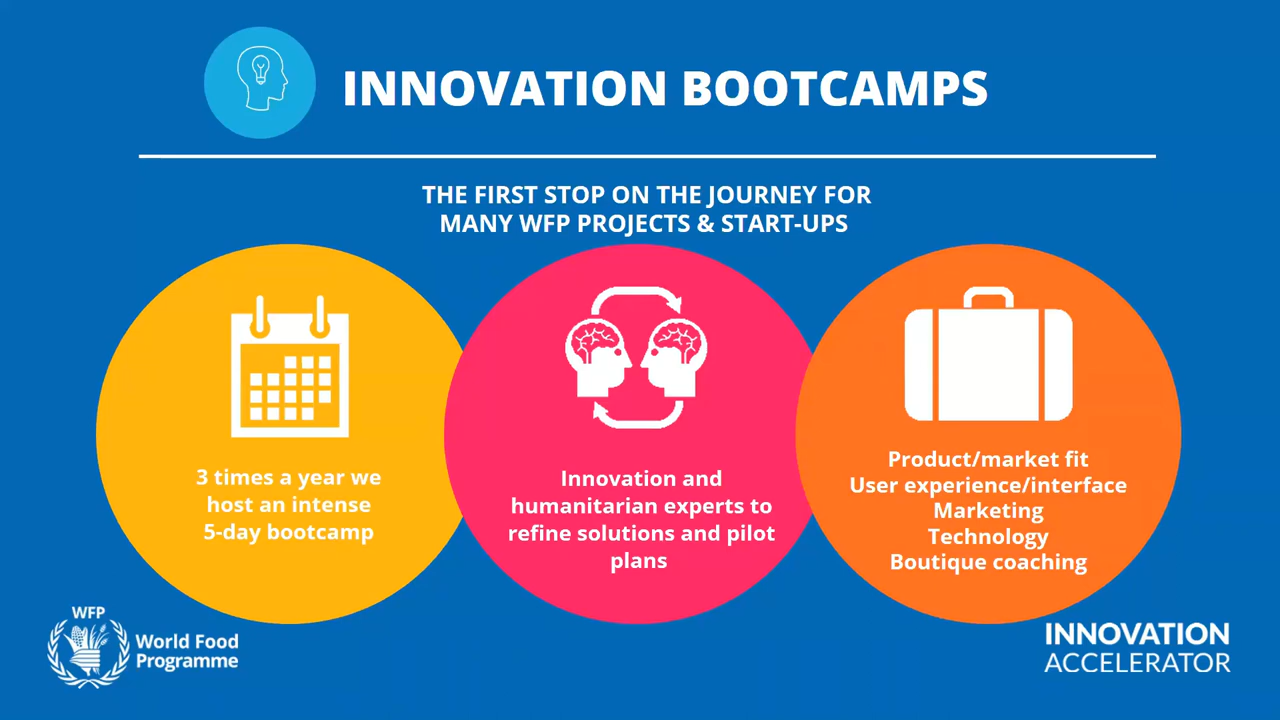 INNOVATION BOOTCAMPS
THE FIRST STOP ON THE JOURNEY FOR
MANY WFP PROJECTS & START-UPS
3 times a year we
host an intense
5-day bootcamp
Innovation and
humanitarian experts to
refine solutions and pilot
plans
Product/market fit
User experience/interface
Marketing
Technology
Boutique coaching
WFP
World Food
Programme
INNOVATION
ACCELERATOR